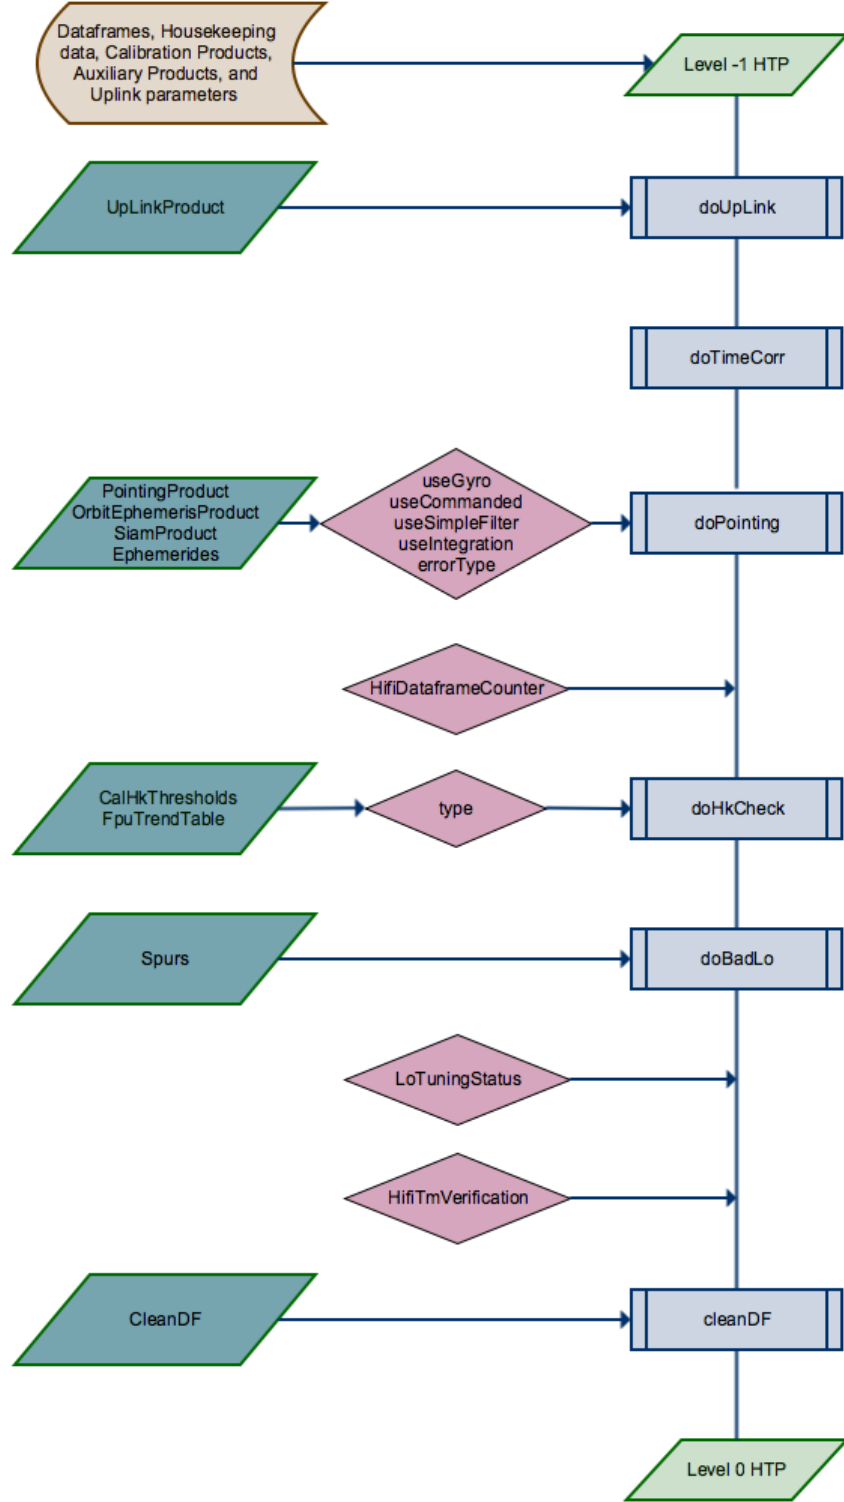 Dataframes, Housekeeping
data, Calibration Products,
Auxiliary Products, and
Uplink parameters
Level -1 HTP
UpLinkProduct
doUpLink
doTimeCorr
PointingProduct
OrbitEphemerisProduct
SiamProduct
Ephemerides
useGyro
useCommanded
useSimpleFilter
useIntegration
errorType
doPointing
HifiDataframeCounter
CalHkThresholds
FpuTrendTable
type
doHkCheck
Spurs
doBadLo
LoTuningStatus
HifiTmVerification
CleanDF
cleanDF
Level 0 HTP